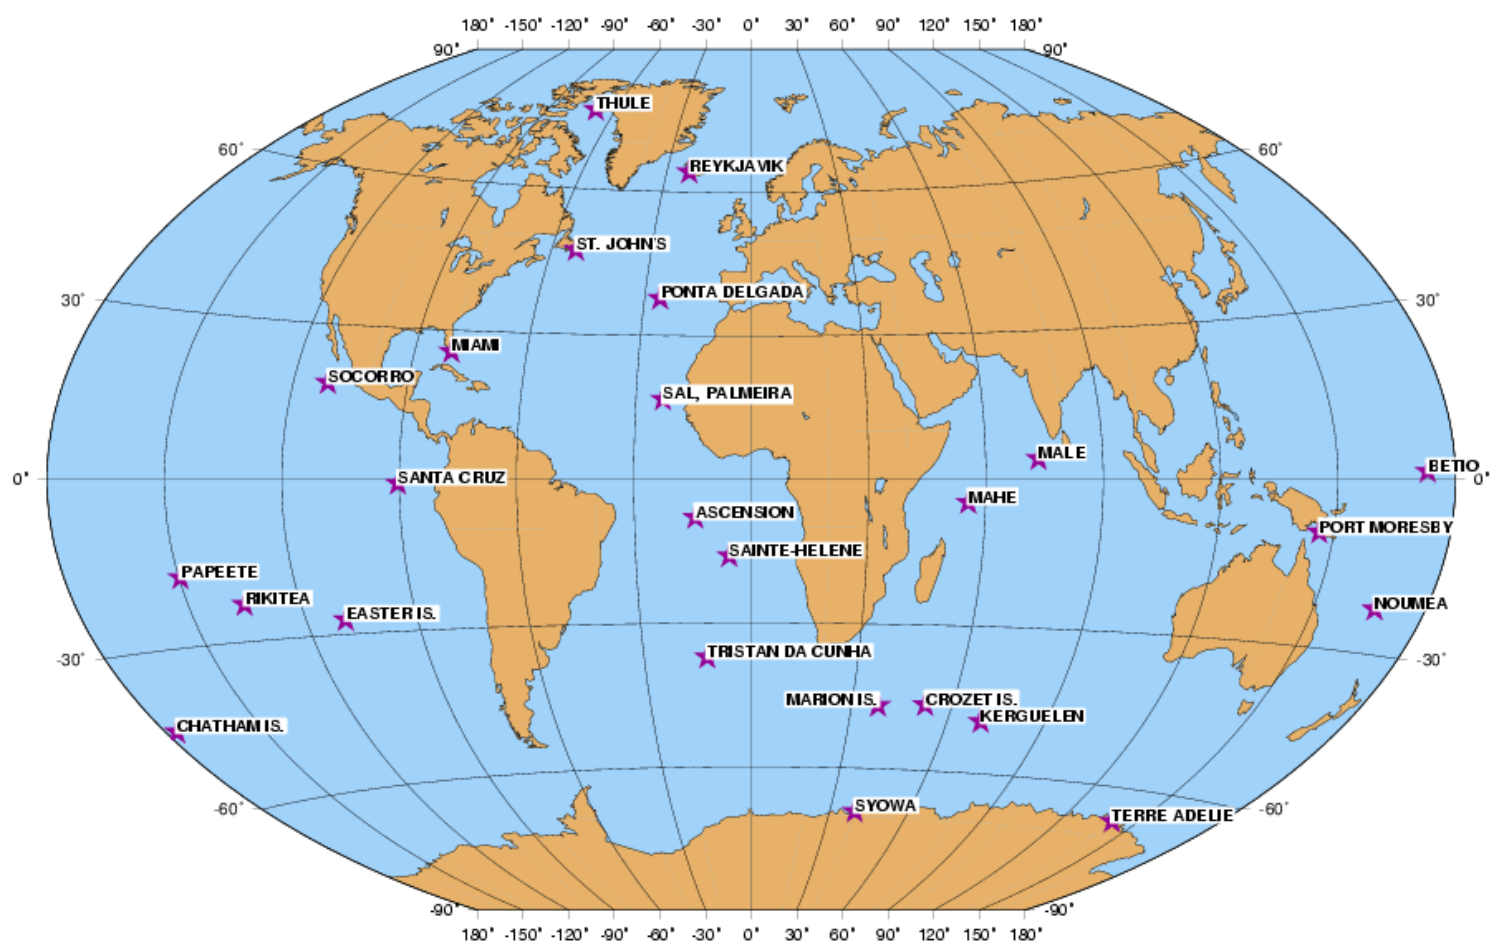 180° -150° -120° -90° -60° -30° 0° 30° 60° 90° 120° 150° 180°
90° 90°
THULE
60° 60°
REYKJAVIK
ST. JOHN'S
PONTA DELGADA
30° 30°
MIAMI
SOCORRO
SAL, PALMEIRA
MALE
BETIO
0° 0°
SANTA CRUZ
MAHE
ASCENSION
PORT MORESBY
SAINTE-HELENE
PAPEETE
RIKITEA
NOUMEA
EASTER IS.
TRISTAN DA CUNHA
-30° -30°
MARION IS.
CROZET IS.
KERGUELEN
CHATHAM IS.
-60° -60°
SYOWA
TERRE ADELIE
-90° -90°
180° -150° -120° -90° -60° -30° 0° 30° 60° 90° 120° 150° 180°